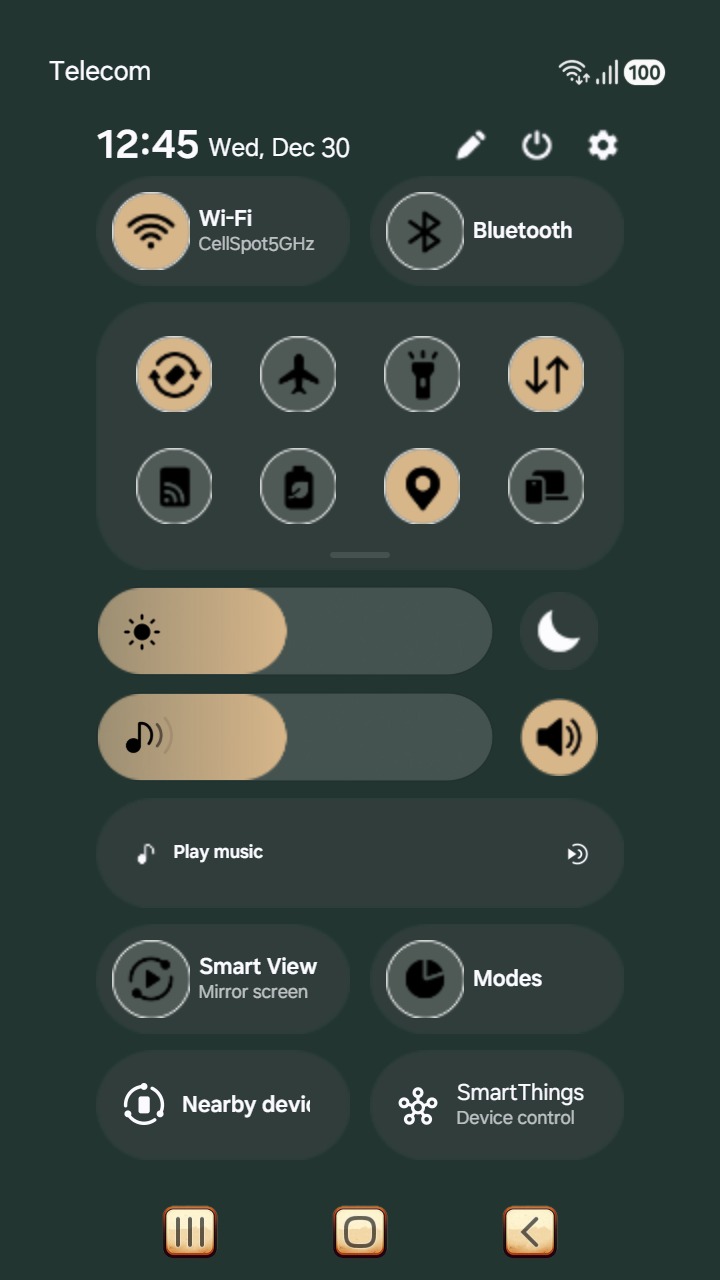 Telecom
100
12:45 Wed, Dec 30
Wi-Fi
CellSpot5GHz
Bluetooth
Play music
Smart View
Mirror screen
Modes
Nearby devic
SmartThings
Device control